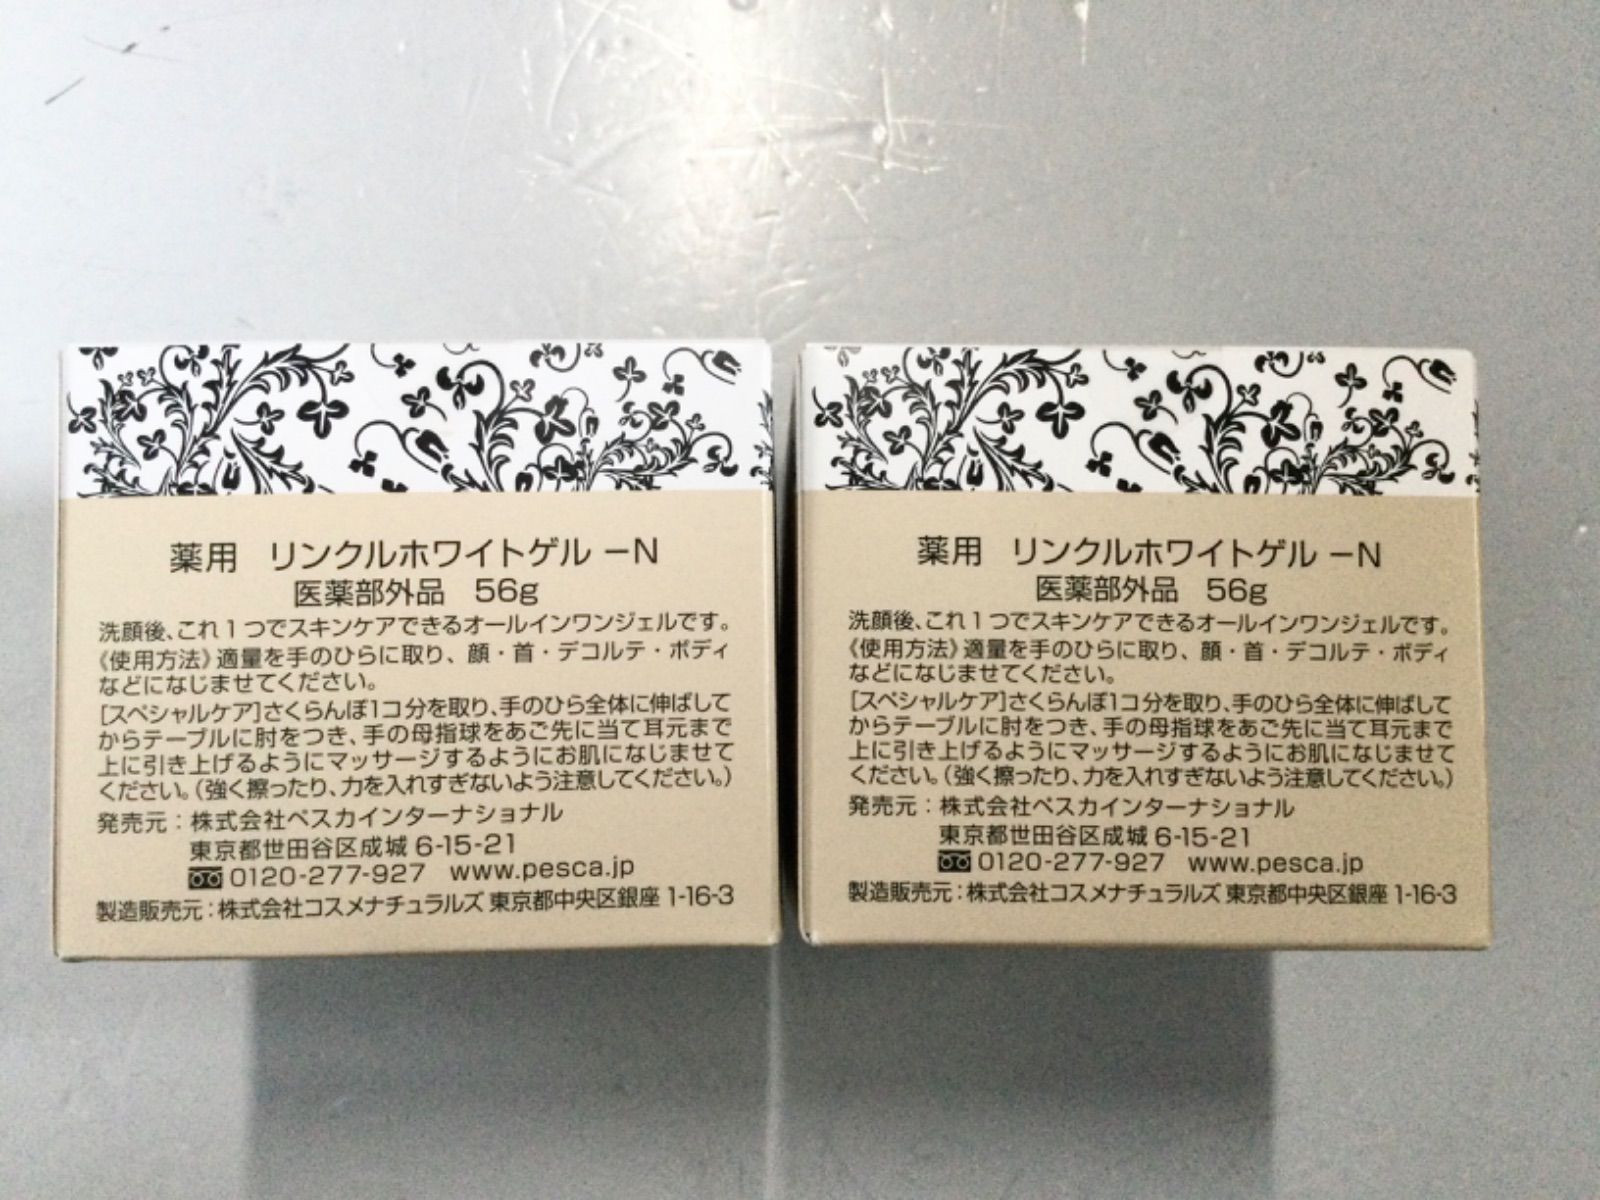 薬用　リンクルホワイトゲル －N
医薬部外品　56g
洗顔後、これ1つでスキンケアできるオールインワンジェルです。
《使用方法》適量を手のひらに取り、顔・首・デコルテ・ボディ
などになじませてください。
[スペシャルケア]さくらんぼ1コ分を取り、手のひら全体に伸ばして
からテーブルに肘をつき、手の母指球をあご先に当て耳元まで
上に引き上げるようにマッサージするようにお肌になじませて
ください。(強く擦ったり、力を入れすぎないよう注意してください。)
発売元：株式会社ペスカインターナショナル
東京都世田谷区成城 6-15-21
0120-277-927　www.pesca.jp
製造販売元：株式会社コスメナチュラルズ 東京都中央区銀座 1-16-3
薬用　リンクルホワイトゲル －N
医薬部外品　56g
洗顔後、これ1つでスキンケアできるオールインワンジェルです。
《使用方法》適量を手のひらに取り、顔・首・デコルテ・ボディ
などになじませてください。
[スペシャルケア]さくらんぼ1コ分を取り、手のひら全体に伸ばして
からテーブルに肘をつき、手の母指球をあご先に当て耳元まで
上に引き上げるようにマッサージするようにお肌になじませて
ください。(強く擦ったり、力を入れすぎないよう注意してください。)
発売元：株式会社ペスカインターナショナル
東京都世田谷区成城 6-15-21
0120-277-927　www.pesca.jp
製造販売元：株式会社コスメナチュラルズ 東京都中央区銀座 1-16-3